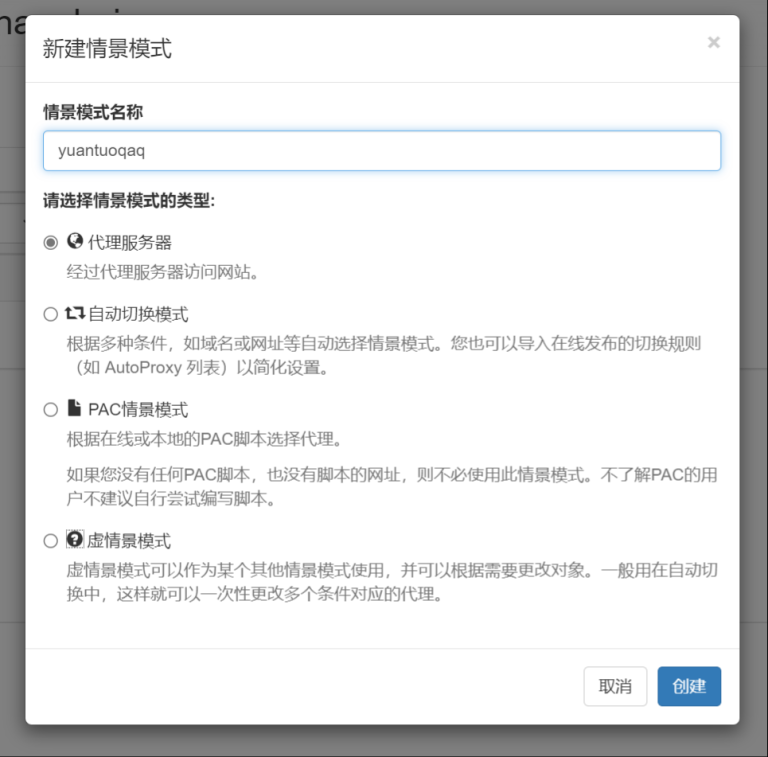 新建情景模式
×
情景模式名称
yuantuoqaq
请选择情景模式的类型:
代理服务器
经过代理服务器访问网站。
自动切换模式
根据多种条件，如域名或网址等自动选择情景模式。您也可以导入在线发布的切换规则
（如 AutoProxy 列表）以简化设置。
PAC情景模式
根据在线或本地的PAC脚本选择代理。
如果您没有任何PAC脚本，也没有脚本的网址，则不必使用此情景模式。不了解PAC的用
户不建议自行尝试编写脚本。
虚情景模式
虚情景模式可以作为某个其他情景模式使用，并可以根据需要更改对象。一般用在自动切
换中，这样就可以一次性更改多个条件对应的代理。
取消
创建